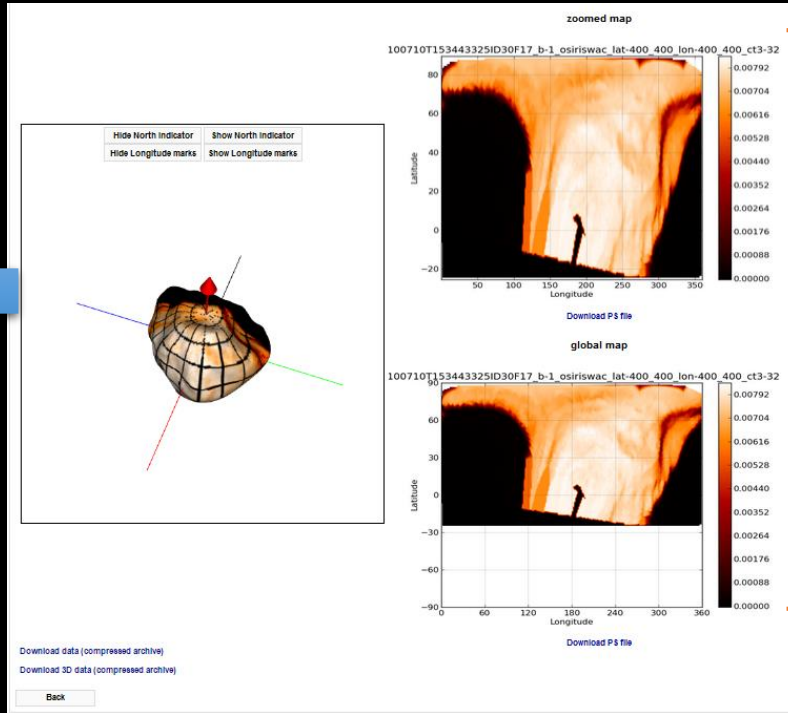 zoomed map
100710T153443325ID30F17_b-1_osiriswac_lat-400_400_lon-400_400_ct3-32
Hide North Indicator Show North Indicator
Hide Longitude marks Show Longitude marks
Latitude
80
60
40
20
0
−20
50 100 150 200 250 300 350
Longitude
0.00792
0.00704
0.00616
0.00528
0.00440
0.00352
0.00264
0.00176
0.00088
0.00000
Download PS file
global map
100710T153443325ID30F17_b-1_osiriswac_lat-400_400_lon-400_400_ct3-32
Latitude
90
60
30
0
−30
−60
−90
0 60 120 180 240 300 360
Longitude
0.00792
0.00704
0.00616
0.00528
0.00440
0.00352
0.00264
0.00176
0.00088
0.00000
Download PS file
Download data (compressed archive)
Download 3D data (compressed archive)
Back